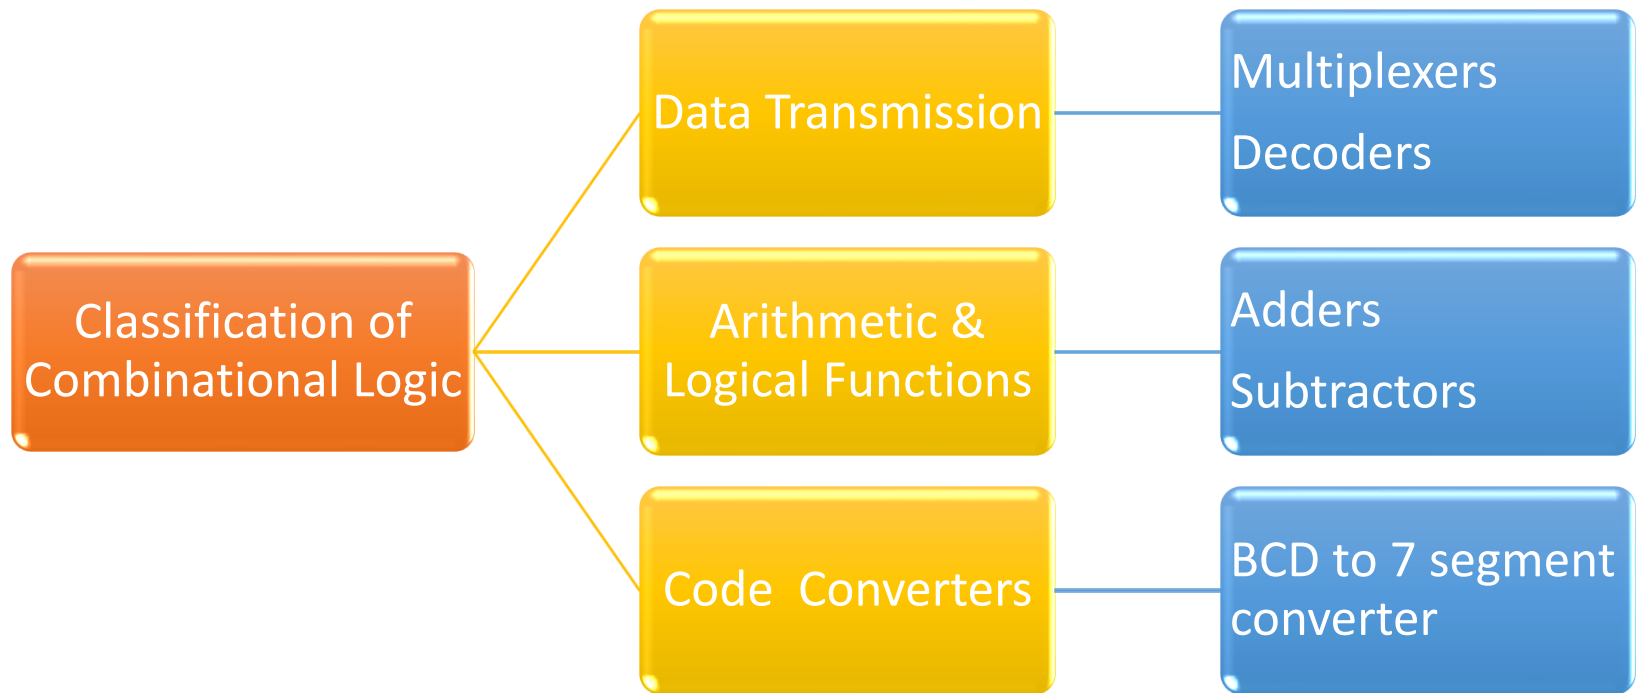 Classification of
Combinational Logic
Data Transmission
Multiplexers
Decoders
Arithmetic &
Logical Functions
Adders
Subtractors
Code  Converters
BCD to 7 segment
converter